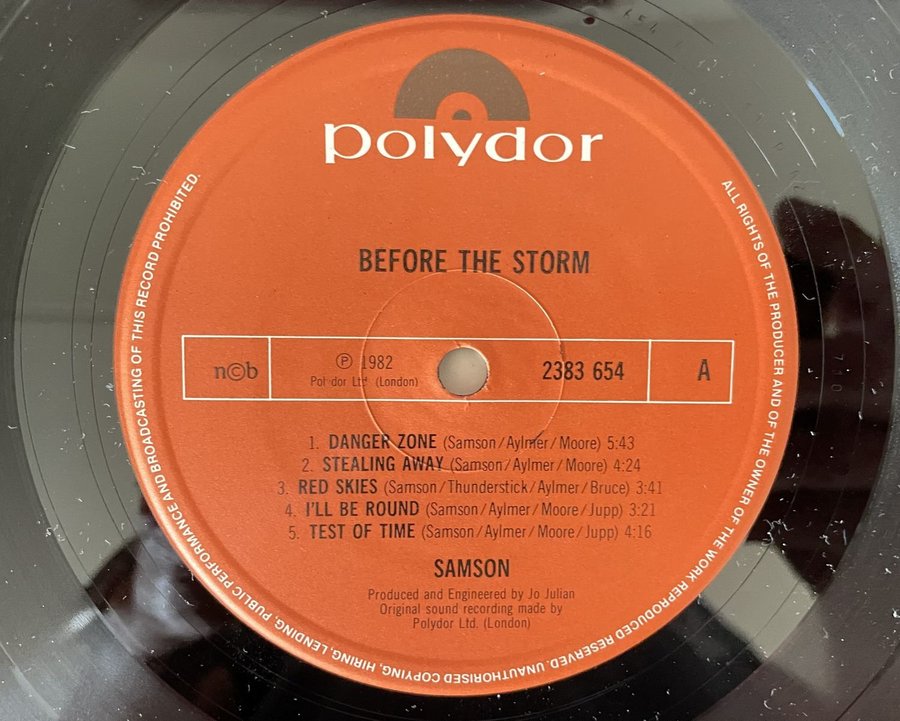 polydor
BEFORE THE STORM
n©b
℗ 1982
Pol dor Ltd. (London)
2383 654
A
1. DANGER ZONE (Samson/Aylmer/Moore) 5:43
2. STEALING AWAY (Samson/Aylmer/Moore) 4:24
3. RED SKIES (Samson/Thunderstick/Aylmer/Bruce) 3:41
4. I'LL BE ROUND (Samson/Aylmer/Moore/Jupp) 3:21
5. TEST OF TIME (Samson/Aylmer/Moore/Jupp) 4:16
SAMSON
Produced and Engineered by Jo Julian
Original sound recording made by
Polydor Ltd. (London)
ALL RIGHTS OF THE PRODUCER AND OF THE OWNER OF THE WORK REPRODUCED RESERVED. UNAUTHORISED COPYING, HIRING, LENDING, PUBLIC PERFORMANCE AND BROADCASTING OF THIS RECORD PROHIBITED.